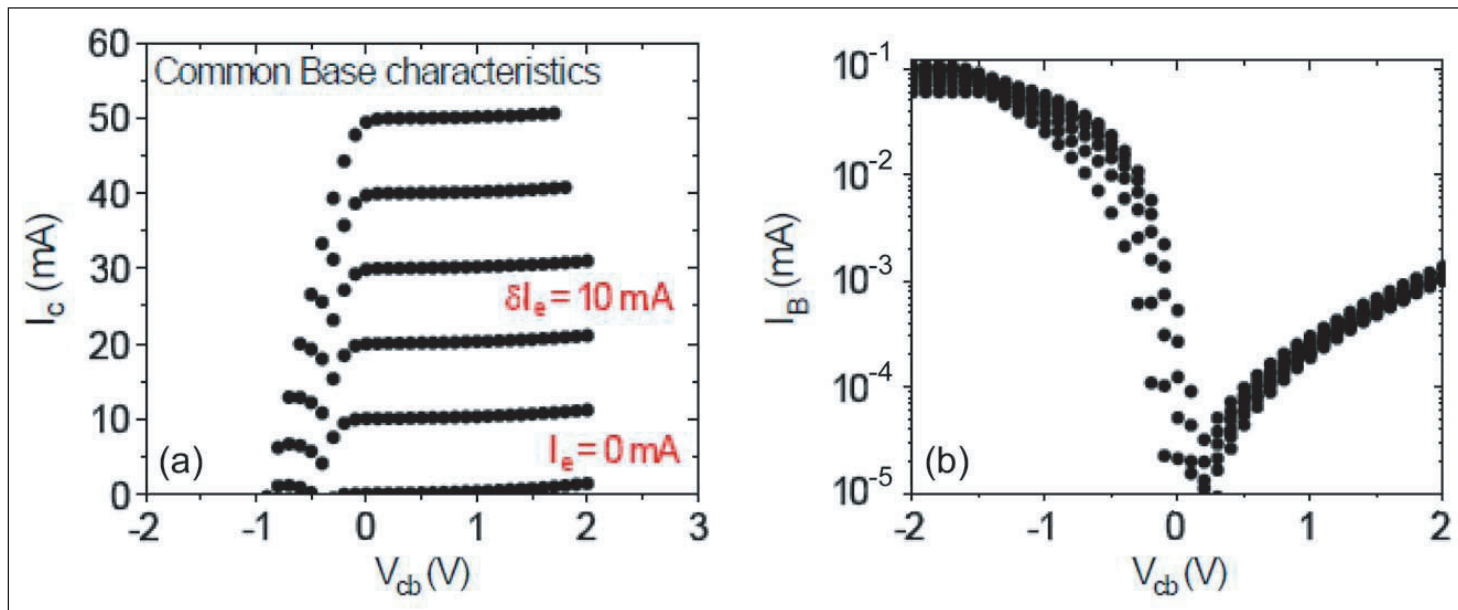 Common Base characteristics
60
50
40
30
20
10
0
I_c (mA)
δI_e = 10 mA
I_e = 0 mA
(a)
-2 -1 0 1 2 3
V_cb (V)
10^-1
10^-2
10^-3
10^-4
10^-5
I_B (mA)
(b)
-2 -1 0 1 2
V_cb (V)